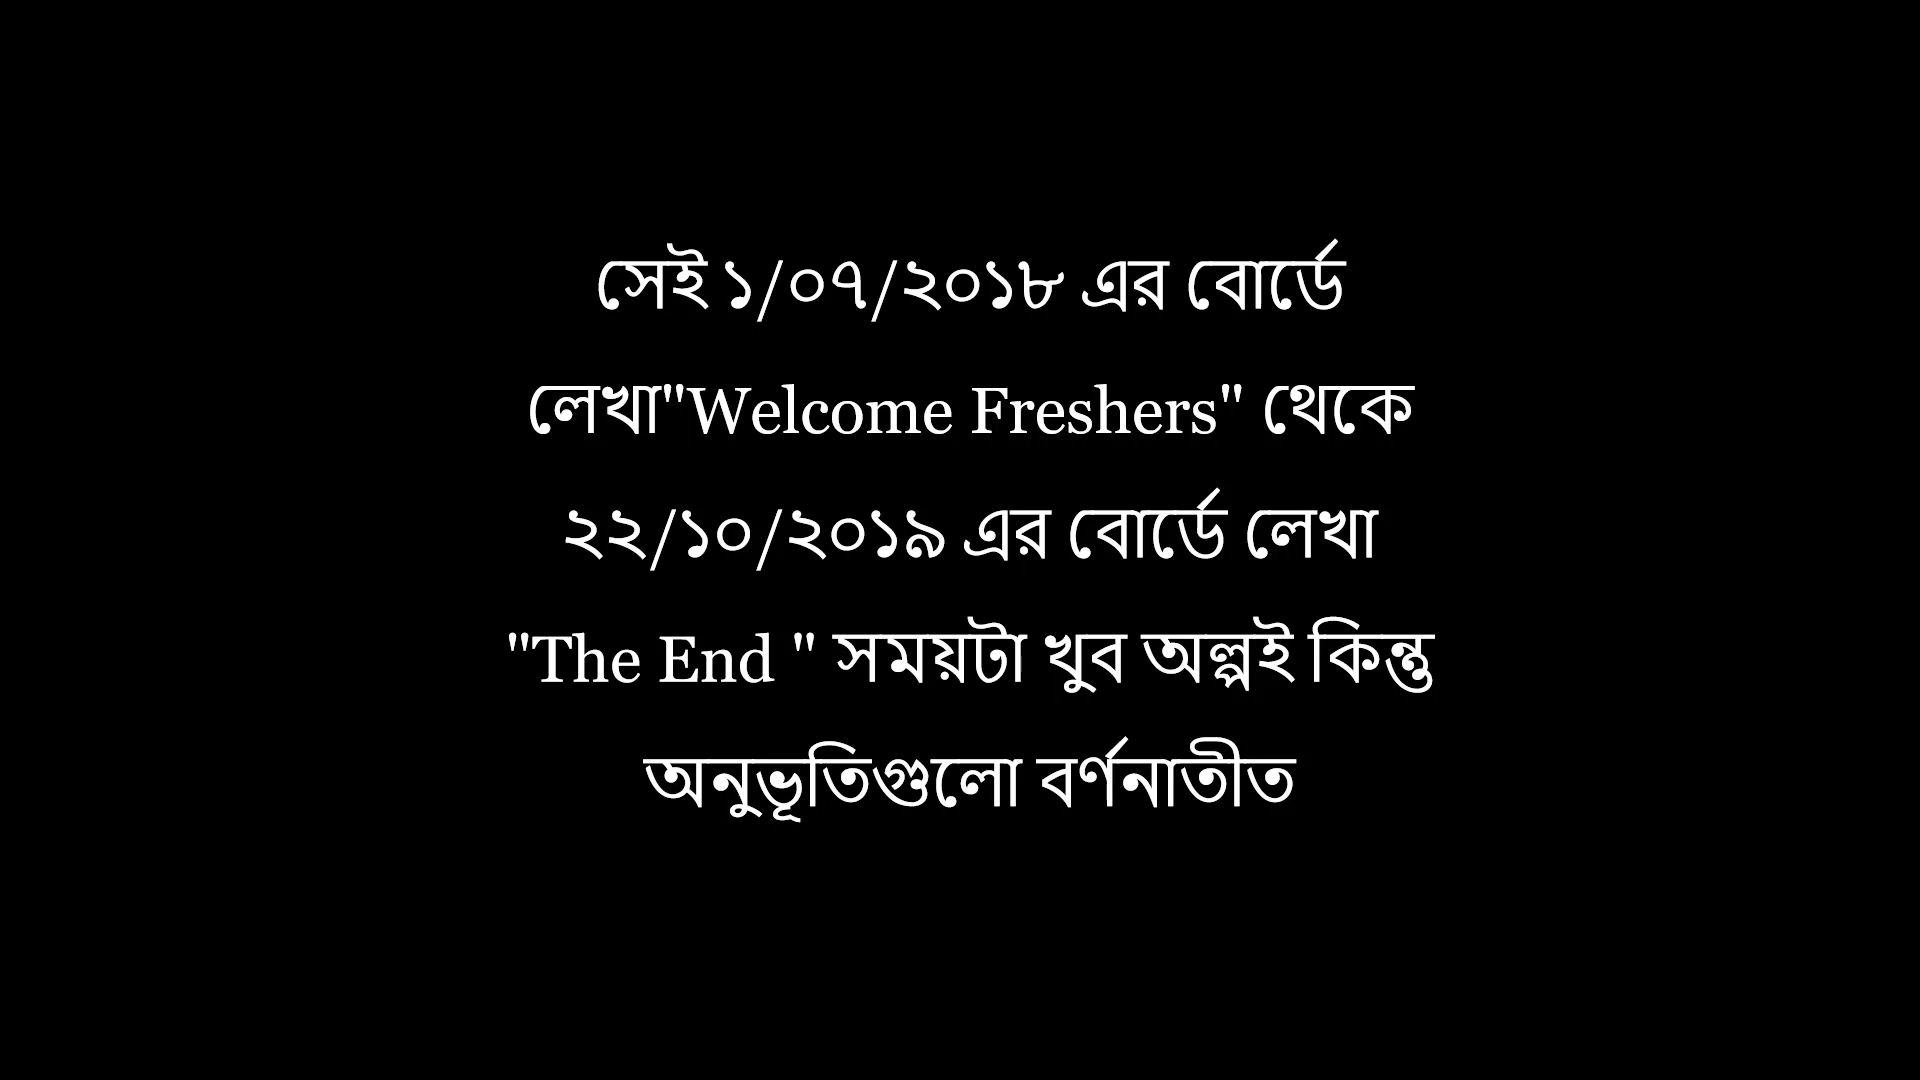 সেই ১/০৭/২০১৮ এর বোর্ডে
লেখা"Welcome Freshers" থেকে
২২/১০/২০১৯ এর বোর্ডে লেখা
"The End " সময়টা খুব অল্পই কিন্তু
অনুভূতিগুলো বর্ণনাতীত